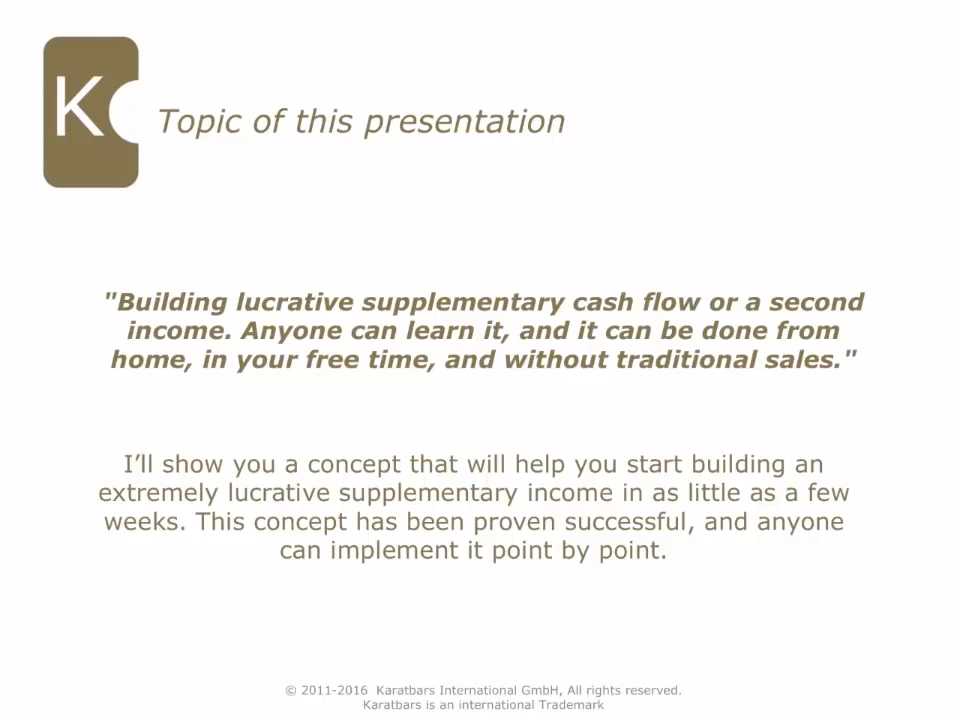 K
Topic of this presentation
"Building lucrative supplementary cash flow or a second
income. Anyone can learn it, and it can be done from
home, in your free time, and without traditional sales."
I’ll show you a concept that will help you start building an
extremely lucrative supplementary income in as little as a few
weeks. This concept has been proven successful, and anyone
can implement it point by point.
© 2011-2016  Karatbars International GmbH, All rights reserved.
Karatbars is an international Trademark